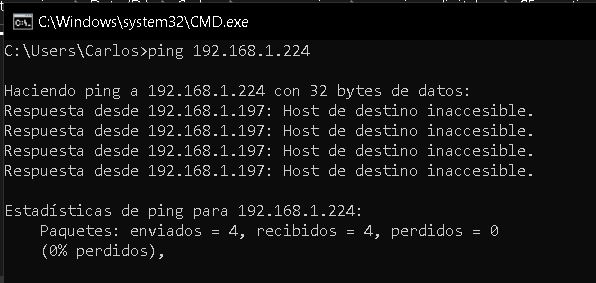 C:\Windows\system32\CMD.exe
C:\Users\Carlos>ping 192.168.1.224
Haciendo ping a 192.168.1.224 con 32 bytes de datos:
Respuesta desde 192.168.1.197: Host de destino inaccesible.
Respuesta desde 192.168.1.197: Host de destino inaccesible.
Respuesta desde 192.168.1.197: Host de destino inaccesible.
Respuesta desde 192.168.1.197: Host de destino inaccesible.
Estadísticas de ping para 192.168.1.224:
Paquetes: enviados = 4, recibidos = 4, perdidos = 0
(0% perdidos),